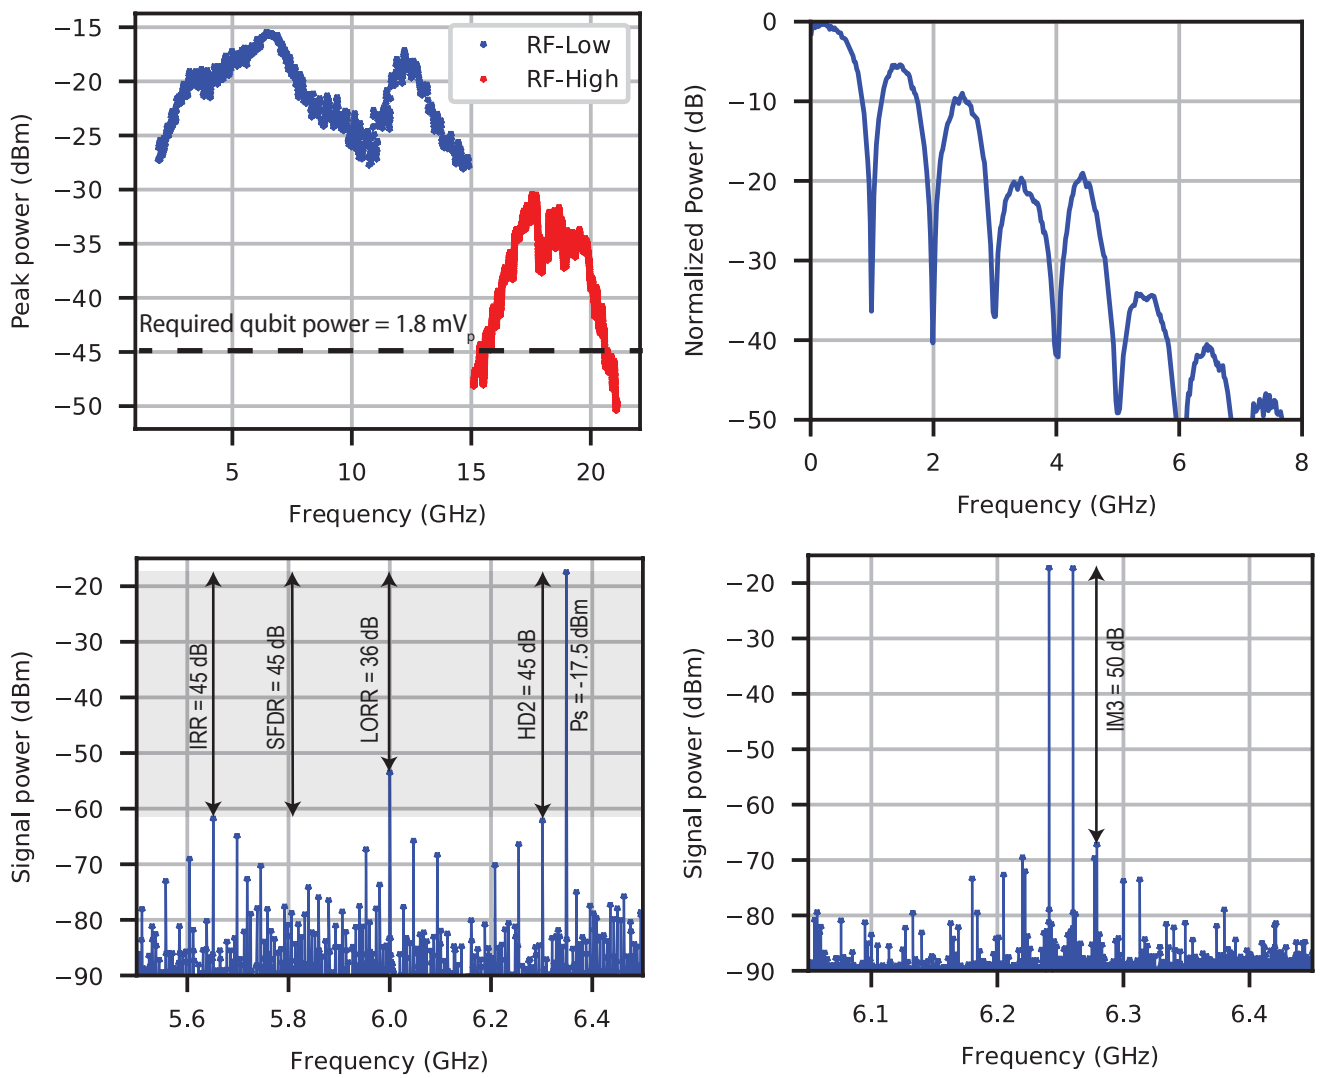 −15
−20
−25
−30
−35
−40
−45
−50
Peak power (dBm)
RF-Low
RF-High
Required qubit power = 1.8 mVp
5
10
15
20
Frequency (GHz)
0
−10
−20
−30
−40
−50
Normalized Power (dB)
0
2
4
6
8
Frequency (GHz)
−20
−30
−40
−50
−60
−70
−80
−90
Signal power (dBm)
IRR = 45 dB
SFDR = 45 dB
LORR = 36 dB
HD2 = 45 dB
Ps = -17.5 dBm
5.6
5.8
6.0
6.2
6.4
Frequency (GHz)
−20
−30
−40
−50
−60
−70
−80
−90
Signal power (dBm)
IM3 = 50 dB
6.1
6.2
6.3
6.4
Frequency (GHz)